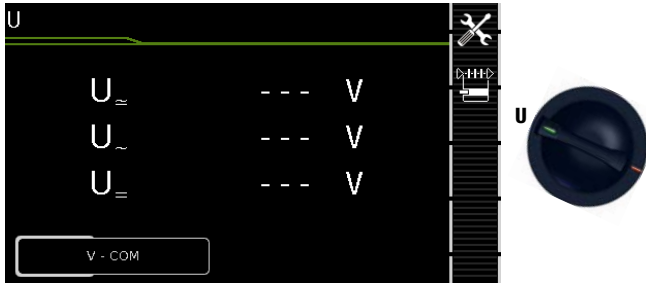 U
U≃ --- V
U~ --- V
U= --- V
V - COM
U